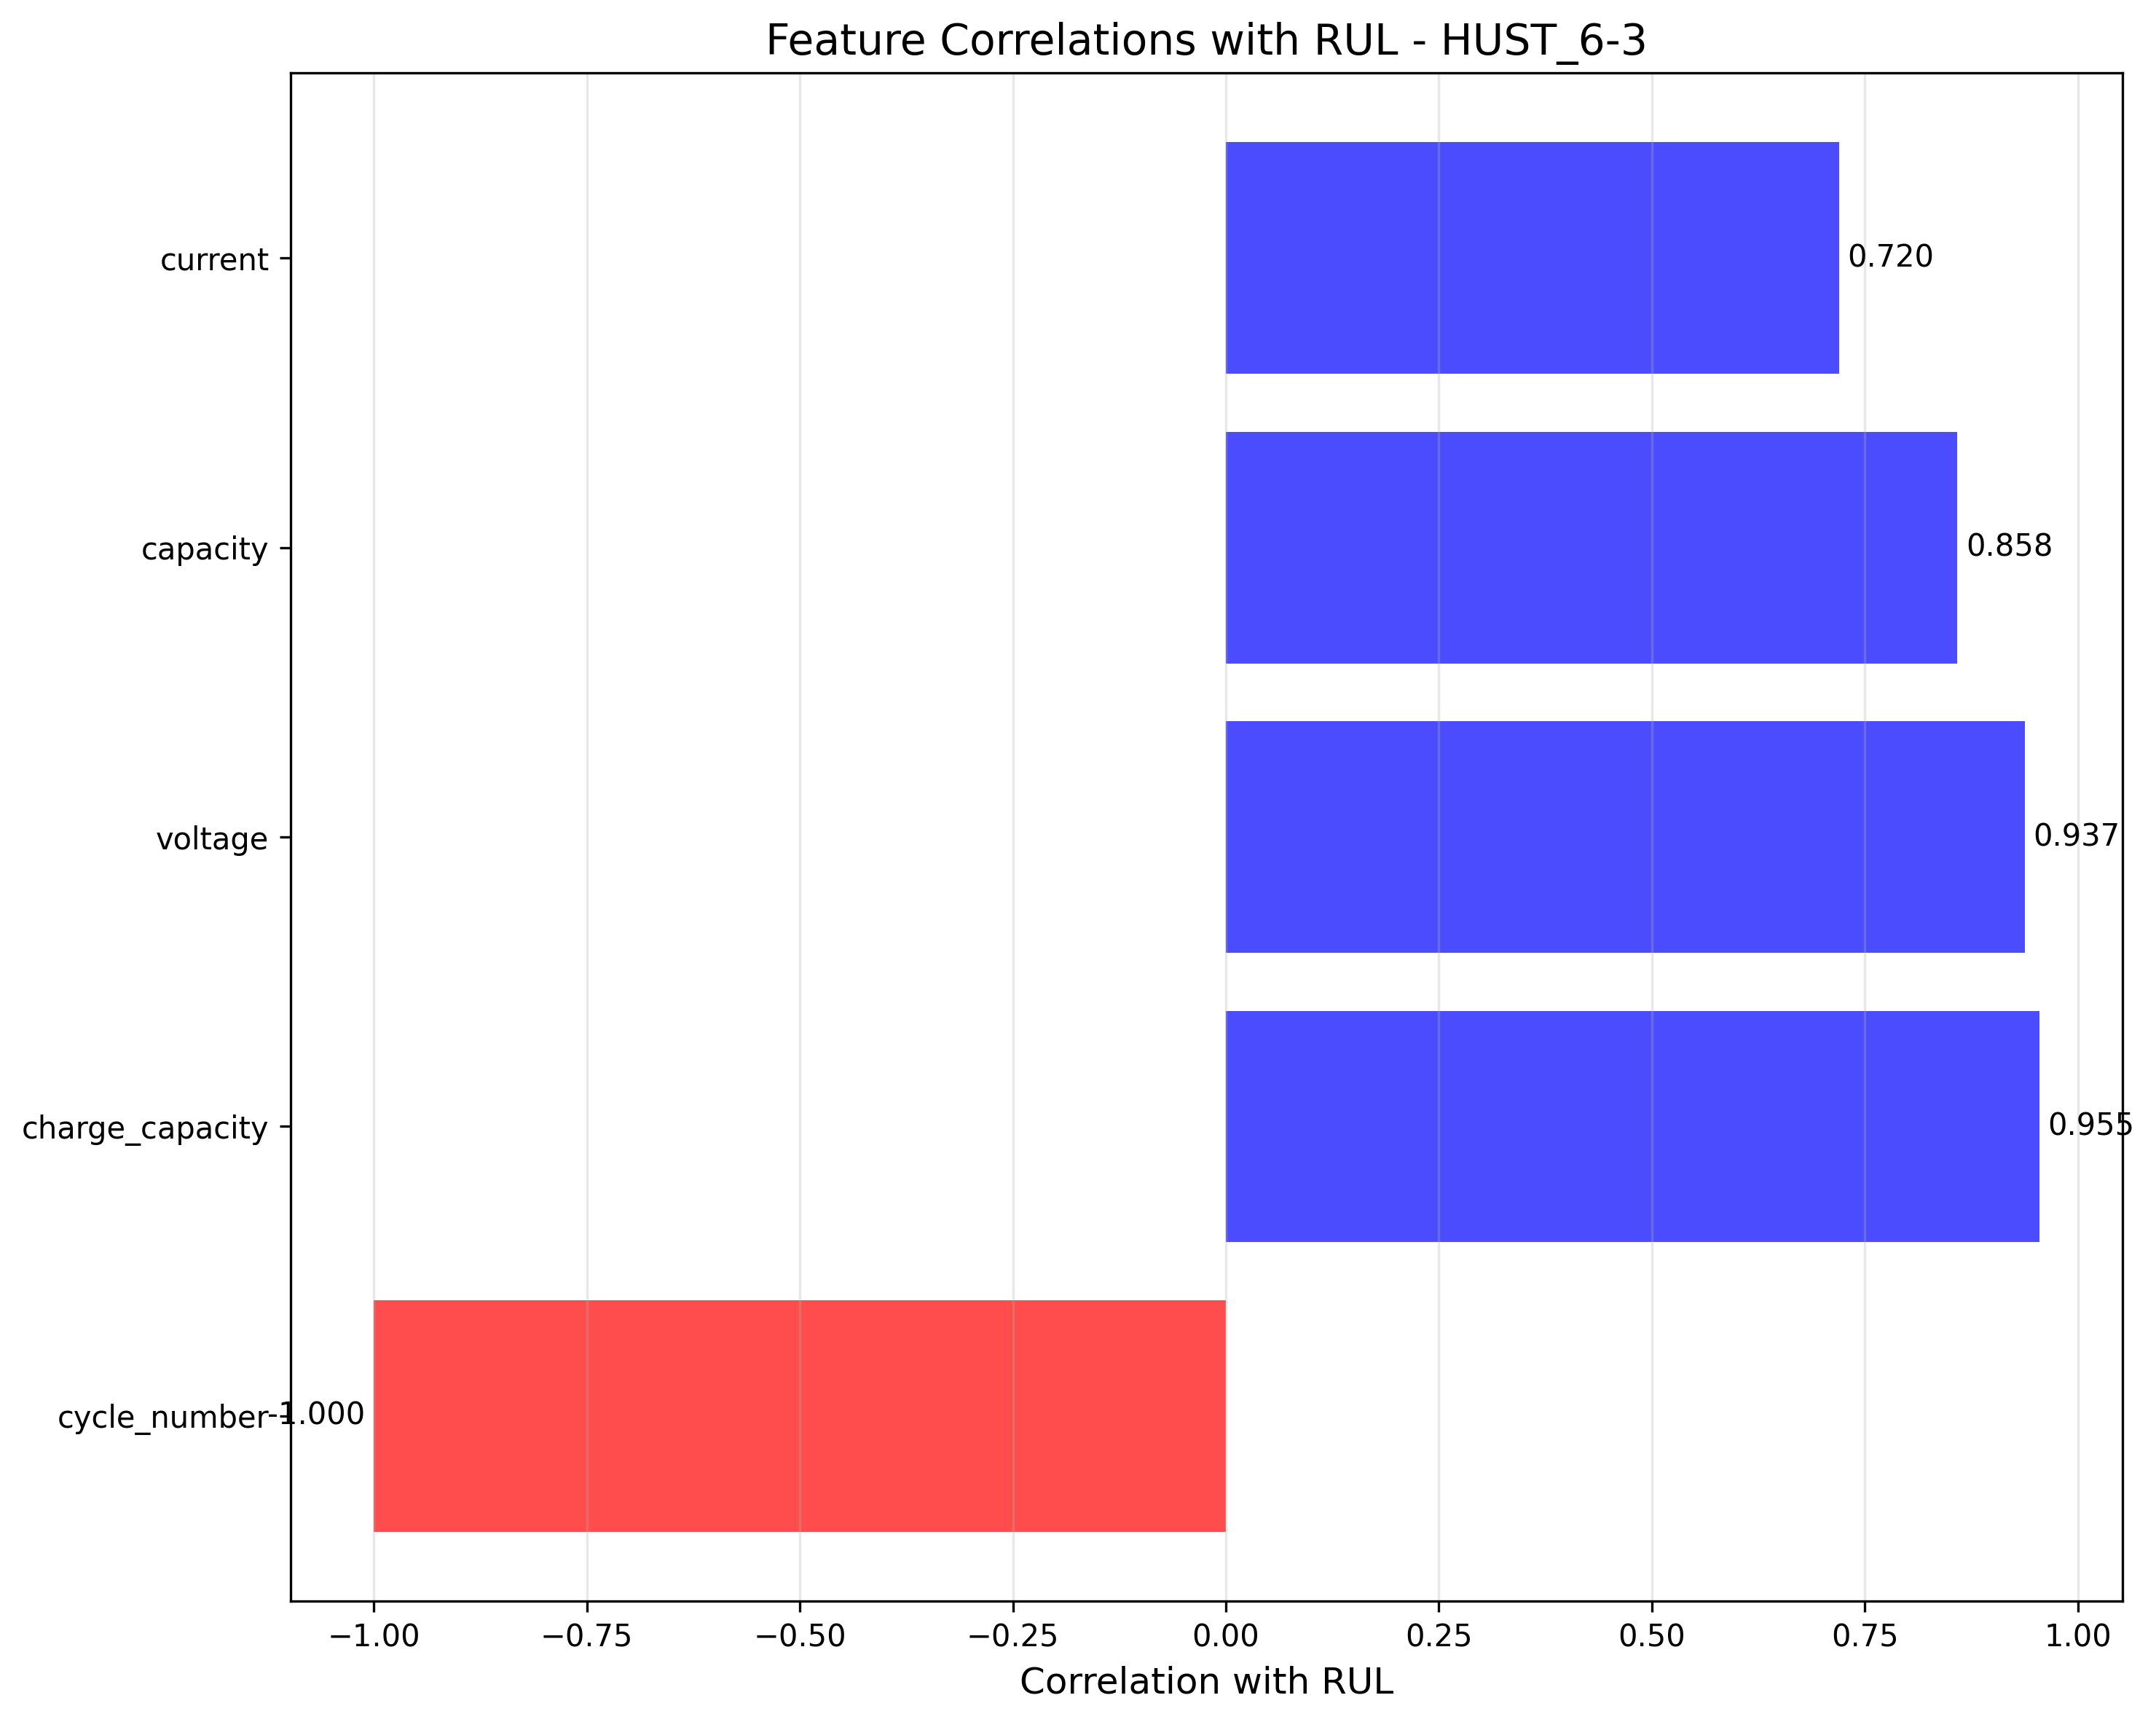 Feature Correlations with RUL - HUST_6-3
current
0.720
capacity
0.858
voltage
0.937
charge_capacity
0.955
cycle_number
-1.000
−1.00 −0.75 −0.50 −0.25 0.00 0.25 0.50 0.75 1.00
Correlation with RUL